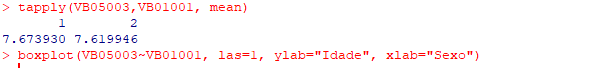 > tapply(VB05003,VB01001, mean)
1 2
7.673930 7.619946
> boxplot(VB05003~VB01001, las=1, ylab="Idade", xlab="Sexo")